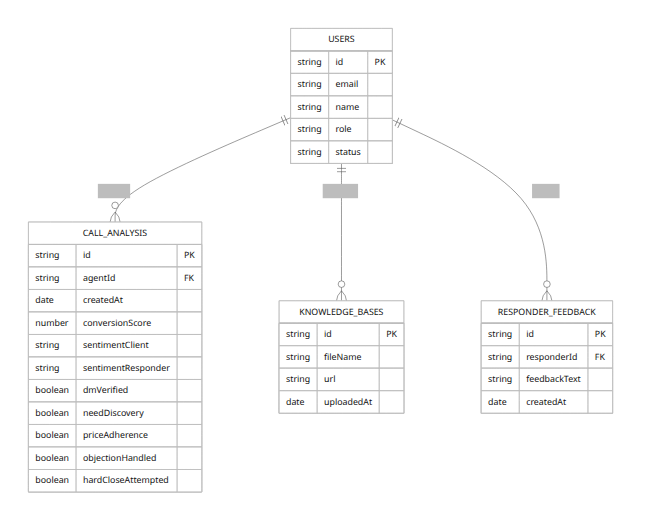 USERS
string id PK
string email
string name
string role
string status
CALL_ANALYSIS
string id PK
string agentId FK
date createdAt
number conversionScore
string sentimentClient
string sentimentResponder
boolean dmVerified
boolean needDiscovery
boolean priceAdherence
boolean objectionHandled
boolean hardCloseAttempted
KNOWLEDGE_BASES
string id PK
string fileName
string url
date uploadedAt
RESPONDER_FEEDBACK
string id PK
string responderId FK
string feedbackText
date createdAt